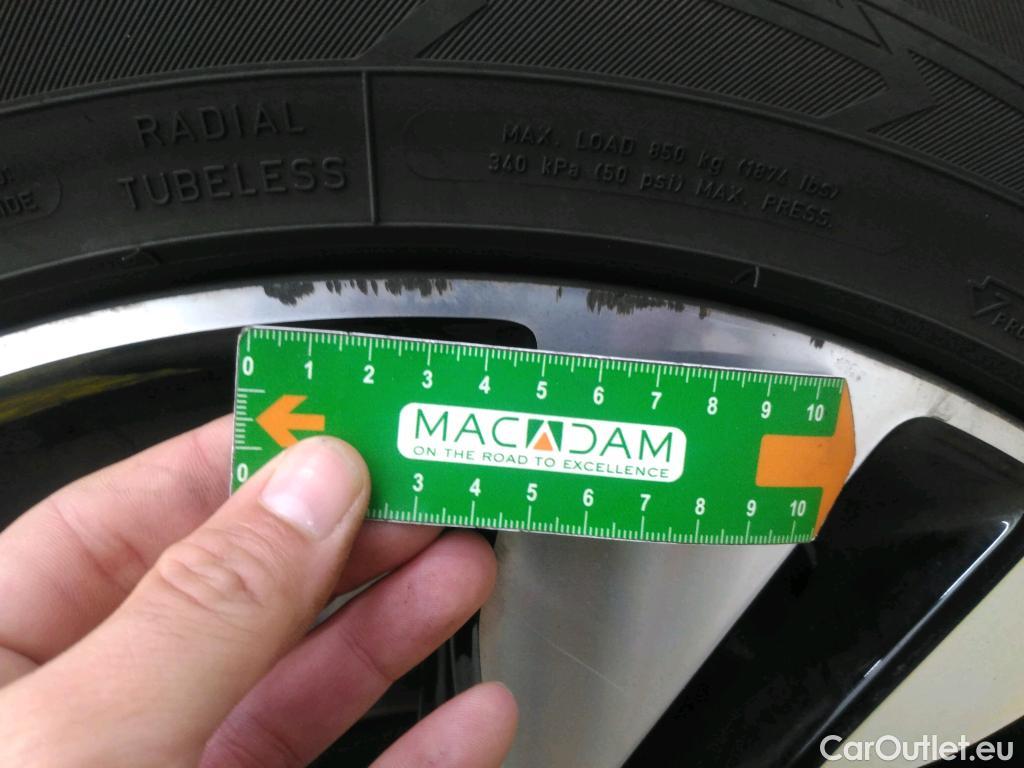 RADIAL
TUBELESS
IDE
MAX. LOAD 850 kg (1874 lbs)
340 kPa (50 psi) MAX. PRESS.
PRO
0 1 2 3 4 5 6 7 8 9 10
MACADAM
ON THE ROAD TO EXCELLENCE
0 3 4 5 6 7 8 9 10
CarOutlet.eu